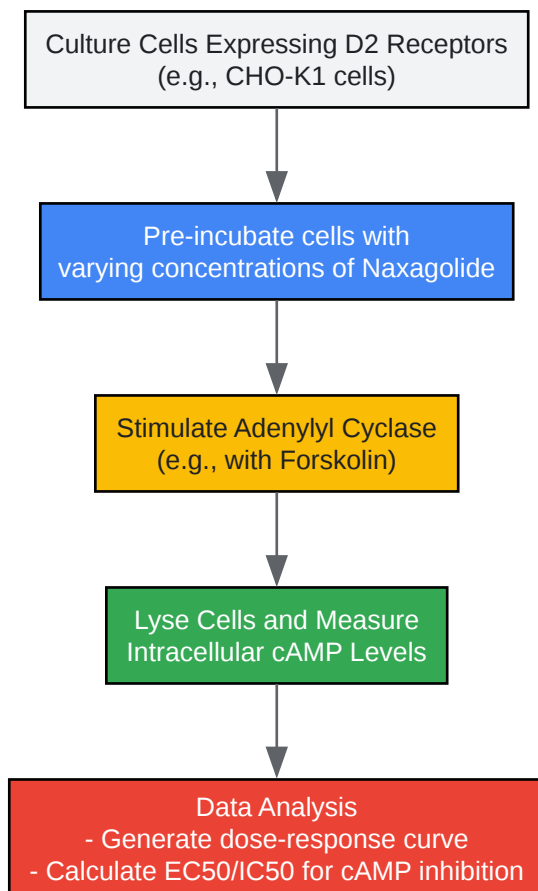 Culture Cells Expressing D2 Receptors
(e.g., CHO-K1 cells)
Pre-incubate cells with
varying concentrations of Naxagolide
Stimulate Adenylyl Cyclase
(e.g., with Forskolin)
Lyse Cells and Measure
Intracellular cAMP Levels
Data Analysis
- Generate dose-response curve
- Calculate EC50/IC50 for cAMP inhibition